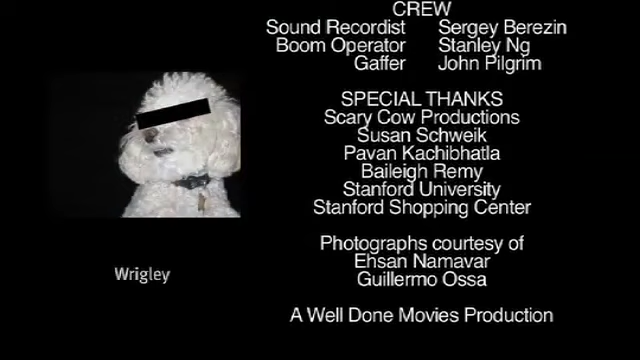 CREW
Sound Recordist Sergey Berezin
Boom Operator Stanley Ng
Gaffer John Pilgrim
SPECIAL THANKS
Scary Cow Productions
Susan Schweik
Pavan Kachibhatla
Baileigh Remy
Stanford University
Stanford Shopping Center
Photographs courtesy of
Ehsan Namavar
Guillermo Ossa
A Well Done Movies Production
Wrigley